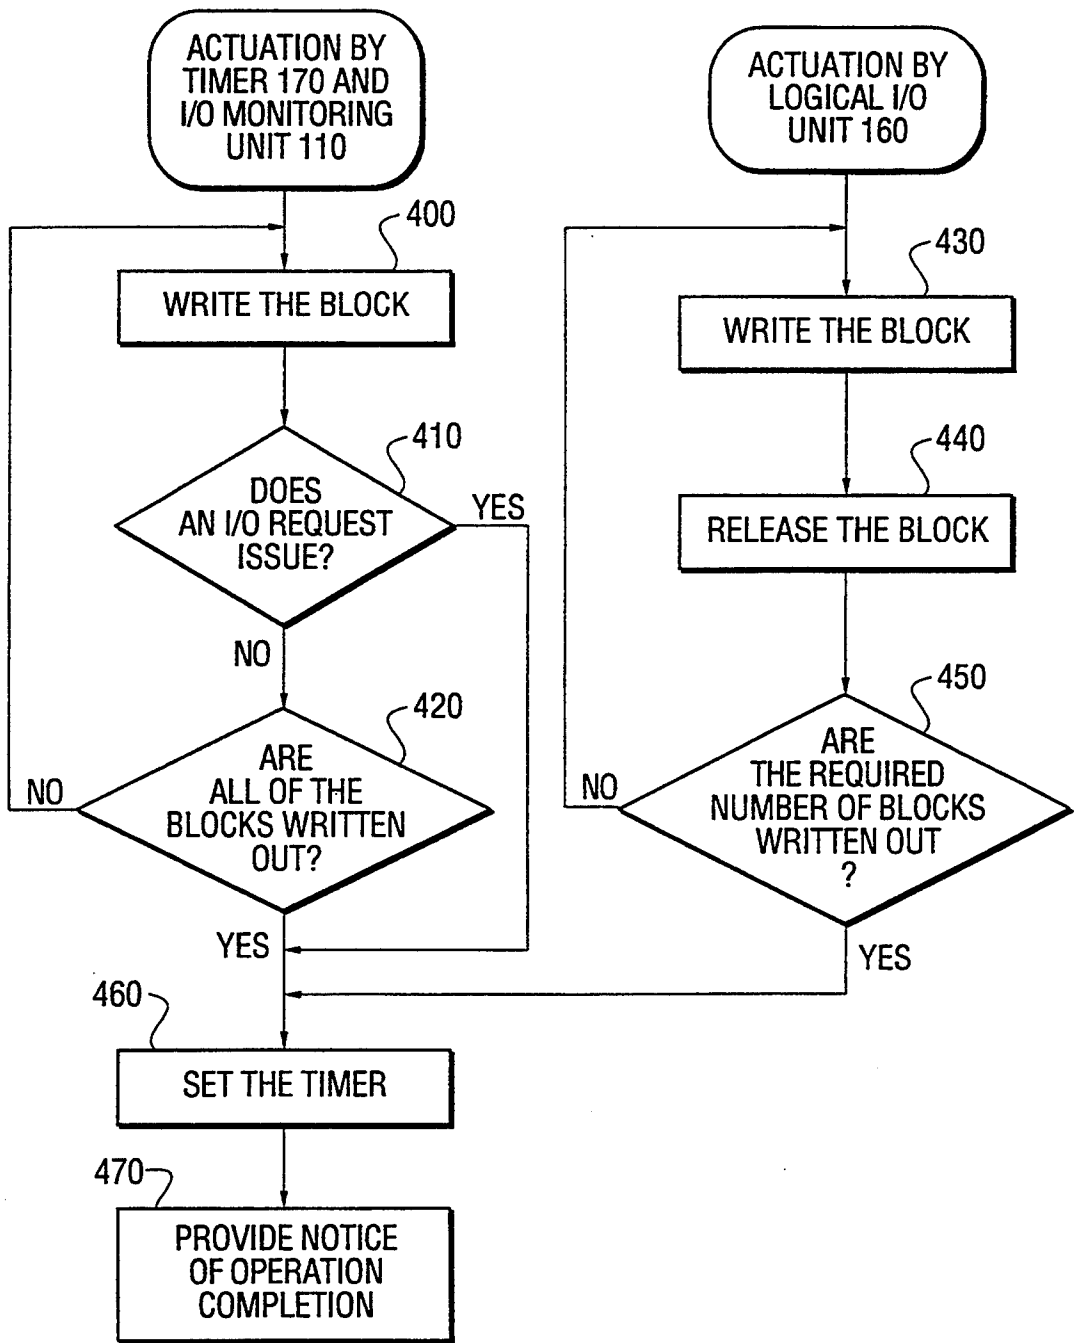 ACTUATION BY
TIMER 170 AND
I/O MONITORING
UNIT 110
400
WRITE THE BLOCK
410
DOES
AN I/O REQUEST
ISSUE?
YES
NO
420
ARE
ALL OF THE
BLOCKS WRITTEN
OUT?
NO
YES
ACTUATION BY
LOGICAL I/O
UNIT 160
430
WRITE THE BLOCK
440
RELEASE THE BLOCK
450
ARE
THE REQUIRED
NUMBER OF BLOCKS
WRITTEN OUT
?
NO
YES
460
SET THE TIMER
470
PROVIDE NOTICE
OF OPERATION
COMPLETION